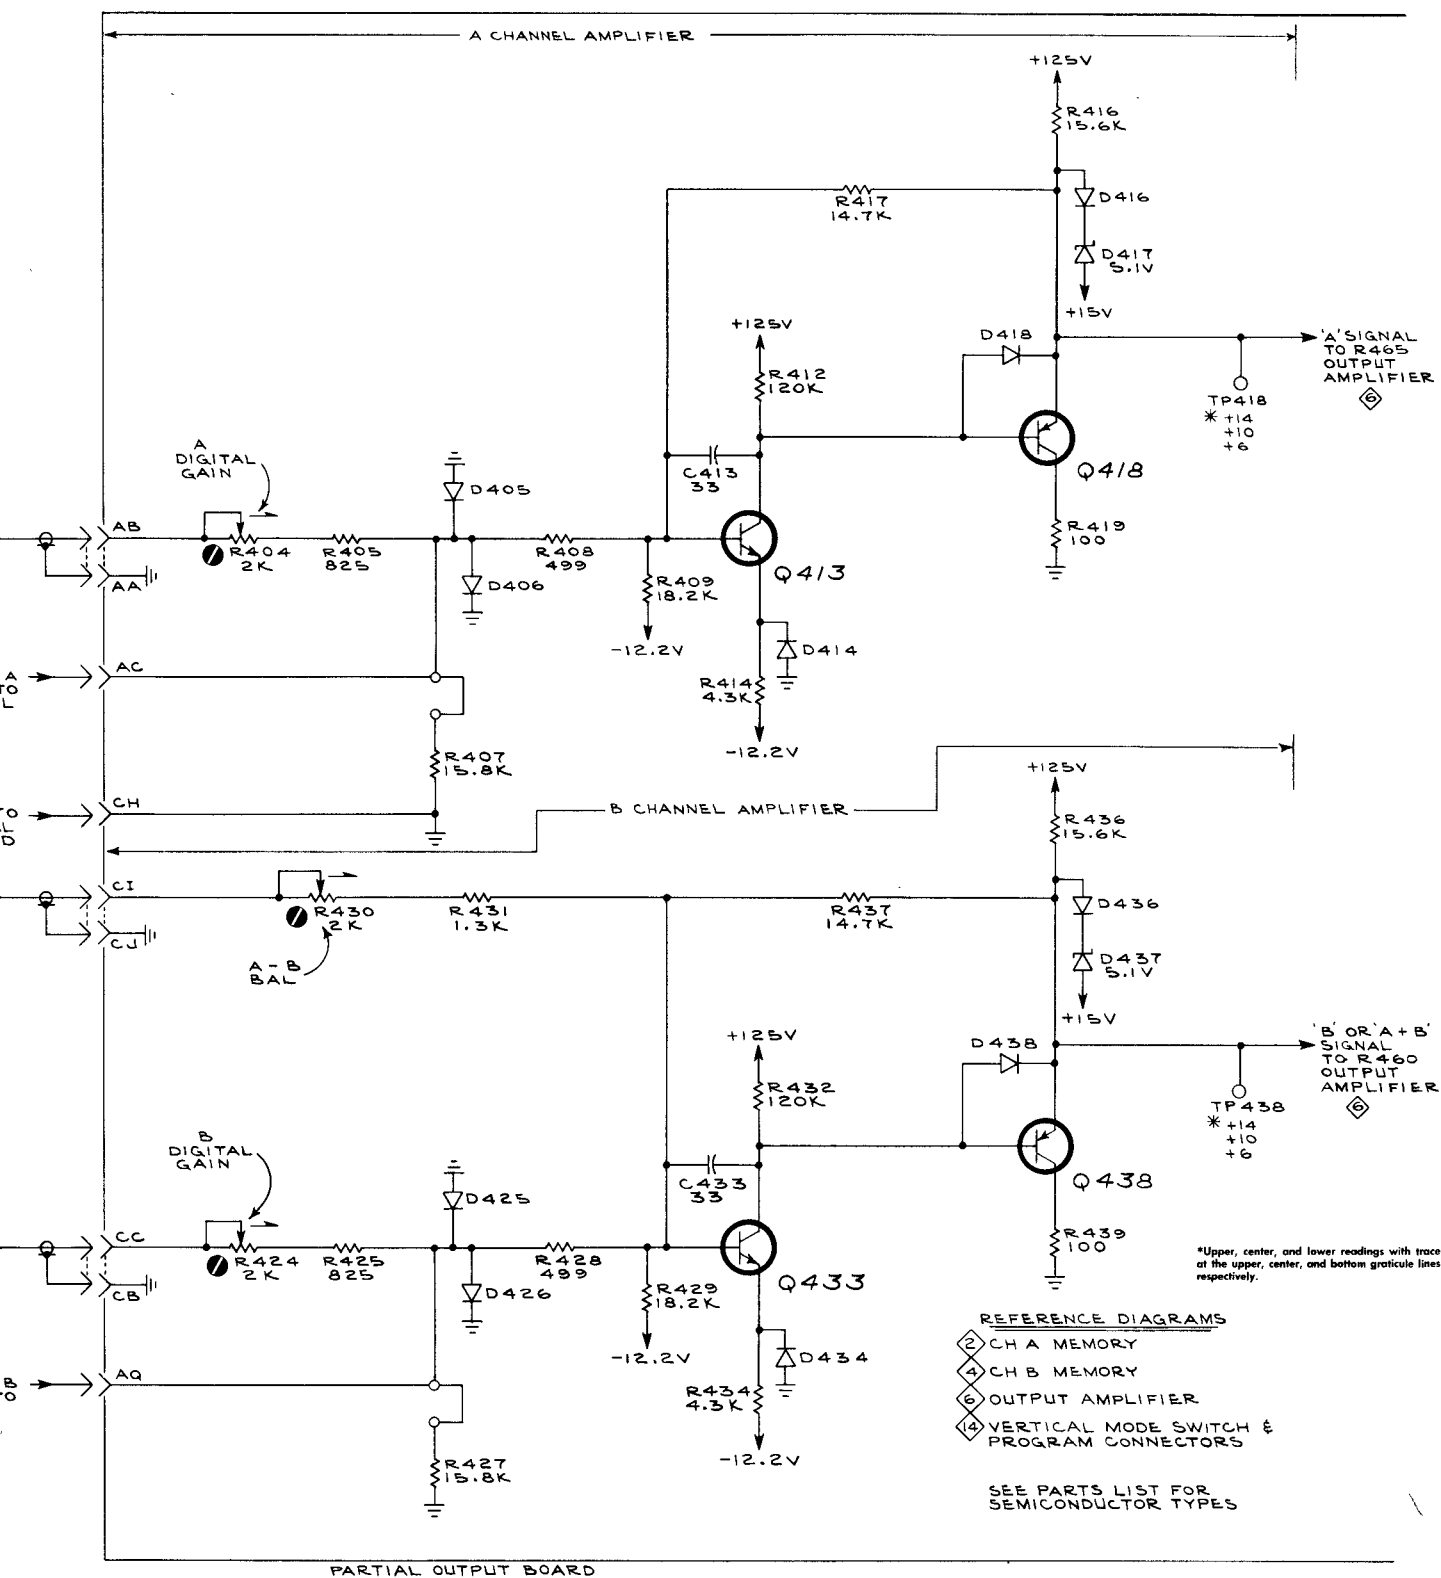 A CHANNEL AMPLIFIER
+125V
R416
15.6K
R417
14.7K
D416
D417
5.1V
+15V
+125V
R412
120K
D418
'A' SIGNAL
TO R465
OUTPUT
AMPLIFIER
6
TP418
* +14
+10
+6
A
DIGITAL
GAIN
D405
C413
33
Q418
AB
R404
2K
R405
825
R408
499
R419
100
AA
D406
R409
18.2K
Q413
-12.2V
D414
A
TO
L
AC
R414
4.3K
-12.2V
R407
15.8K
+125V
TO
L
D
CH
B CHANNEL AMPLIFIER
R436
15.6K
CI
R430
2K
R431
1.3K
R437
14.7K
D436
CJ
A-B
BAL
D437
5.1V
+15V
+125V
D438
'B' OR 'A+B'
SIGNAL
TO R460
OUTPUT
AMPLIFIER
6
R432
120K
TP438
* +14
+10
+6
B
DIGITAL
GAIN
D425
C433
33
Q438
CC
R424
2K
R425
825
R428
499
R439
100
*Upper, center, and lower readings with trace
at the upper, center, and bottom graticule lines
respectively.
CB
D426
R429
18.2K
Q433
-12.2V
D434
REFERENCE DIAGRAMS
2 CH A MEMORY
4 CH B MEMORY
6 OUTPUT AMPLIFIER
14 VERTICAL MODE SWITCH &
PROGRAM CONNECTORS
B
O
AQ
R434
4.3K
-12.2V
R427
15.8K
SEE PARTS LIST FOR
SEMICONDUCTOR TYPES
PARTIAL OUTPUT BOARD